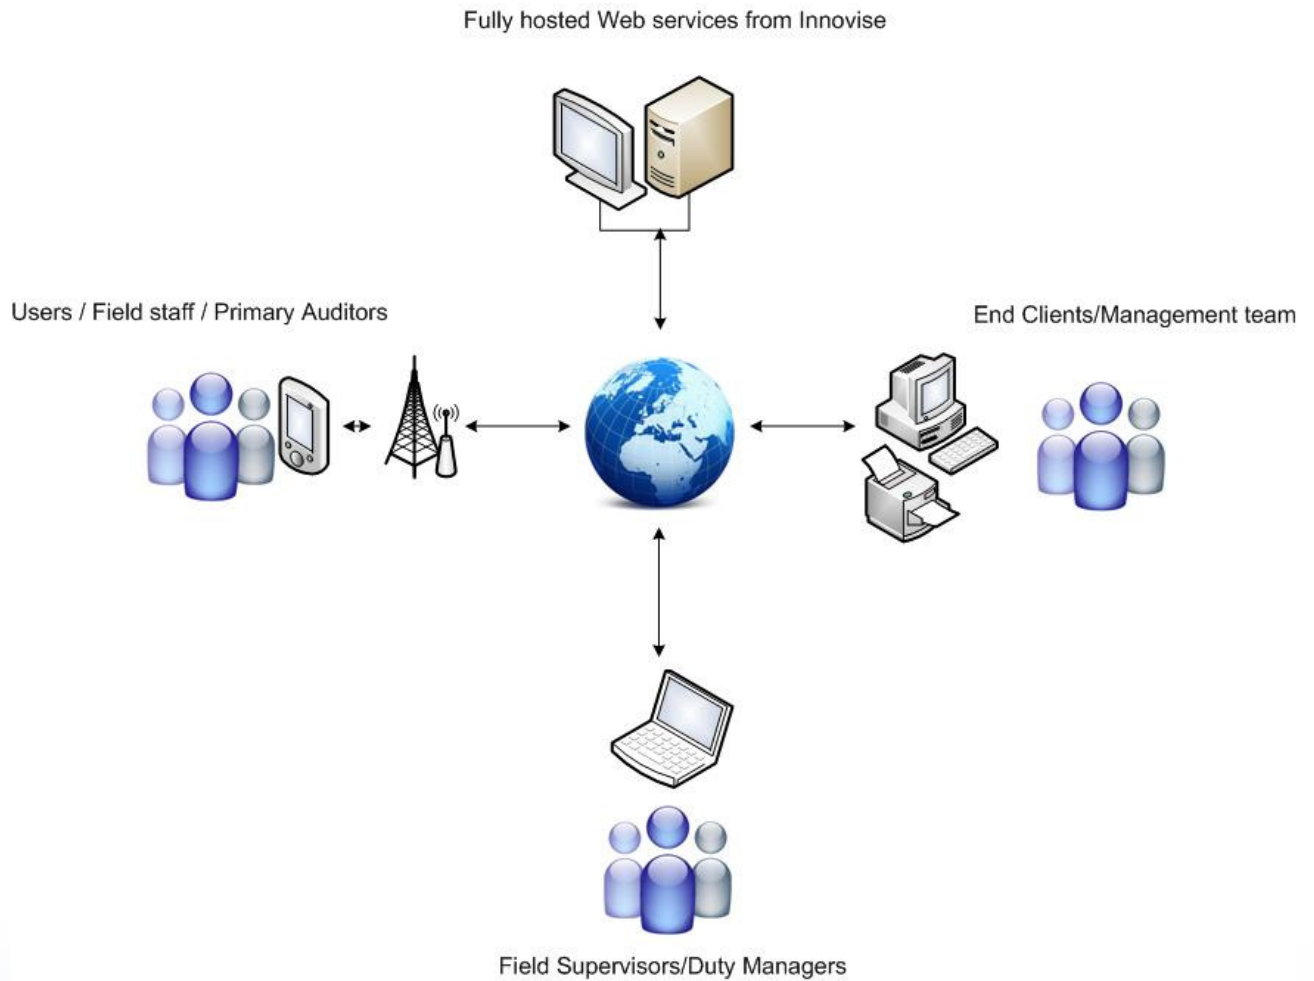 Fully hosted Web services from Innovise
Users / Field staff / Primary Auditors
End Clients/Management team
Field Supervisors/Duty Managers